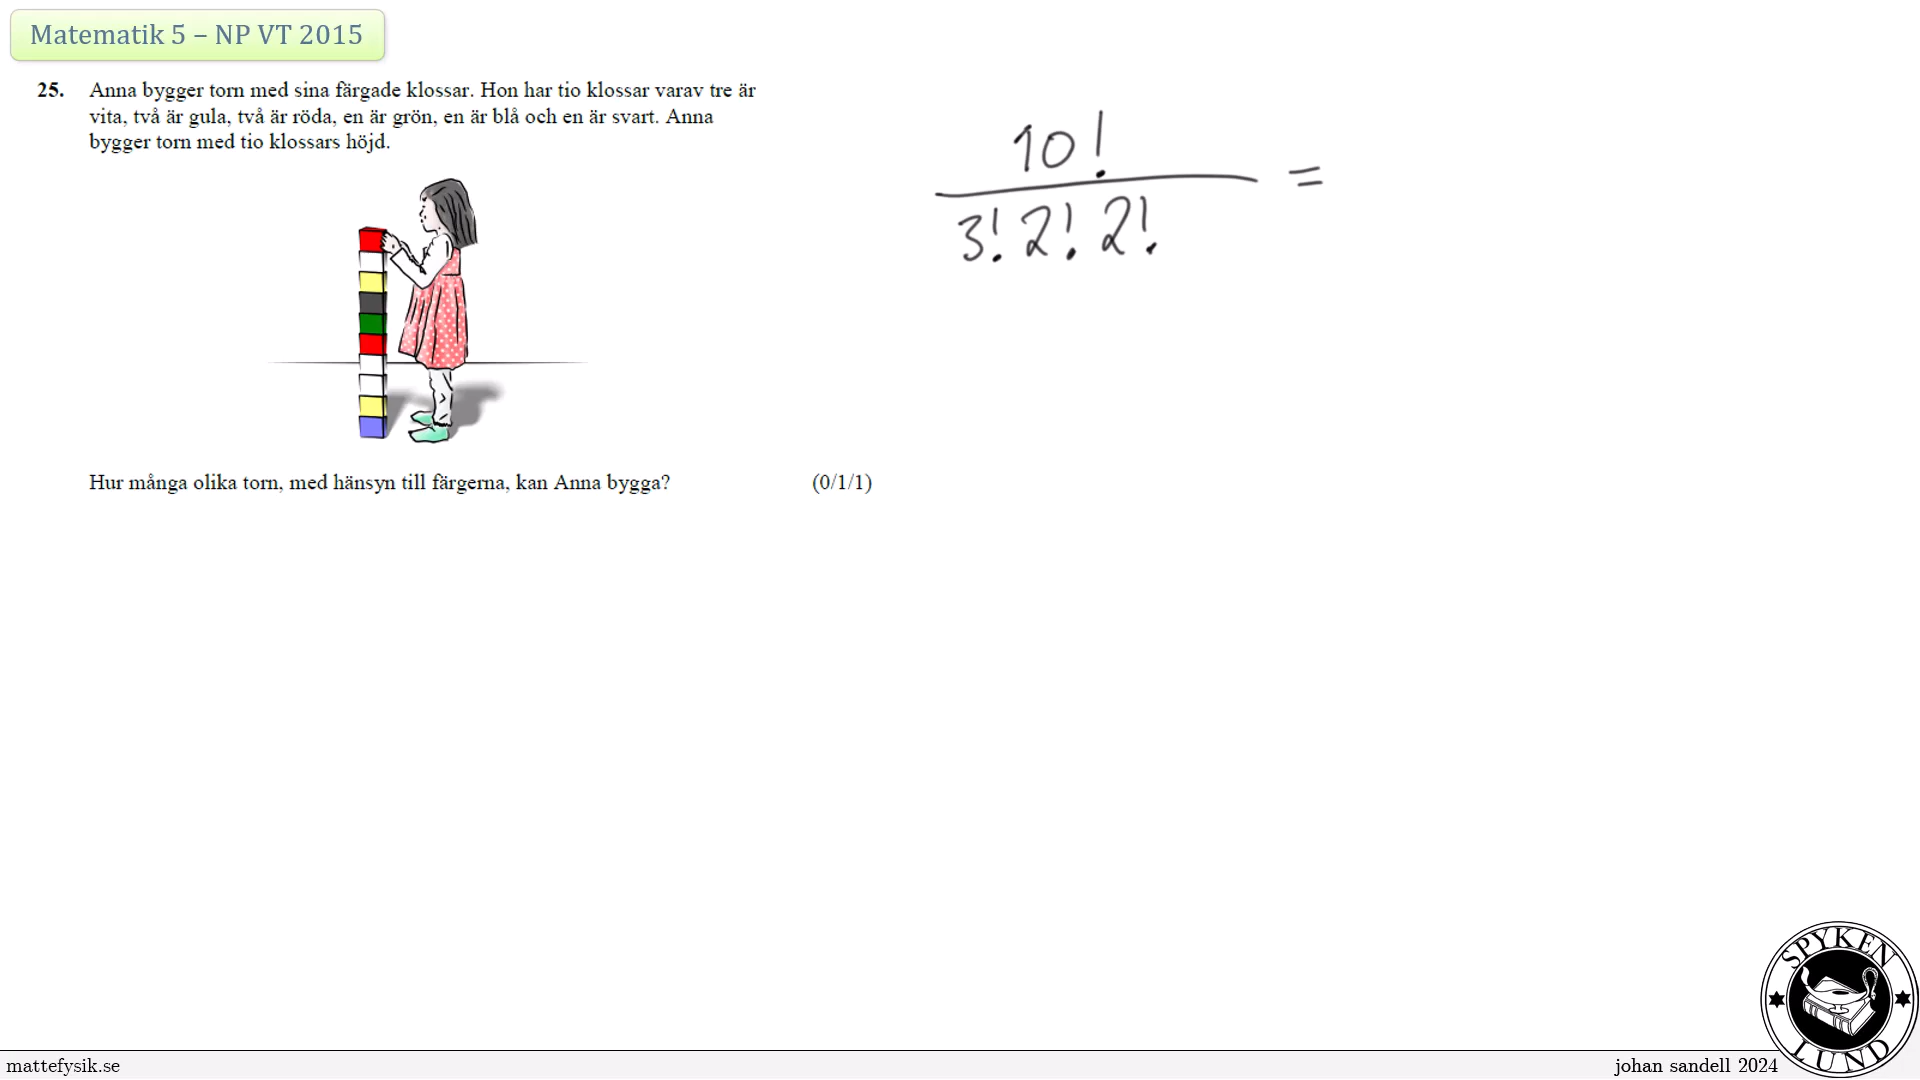 Matematik 5 – NP VT 2015
25. Anna bygger torn med sina färgade klossar. Hon har tio klossar varav tre är
vita, två är gula, två är röda, en är grön, en är blå och en är svart. Anna
bygger torn med tio klossars höjd.
Hur många olika torn, med hänsyn till färgerna, kan Anna bygga? (0/1/1)
10!
=
3! 2! 2!
SPYKEN
LUND
mattefysik.se
johan sandell 2024